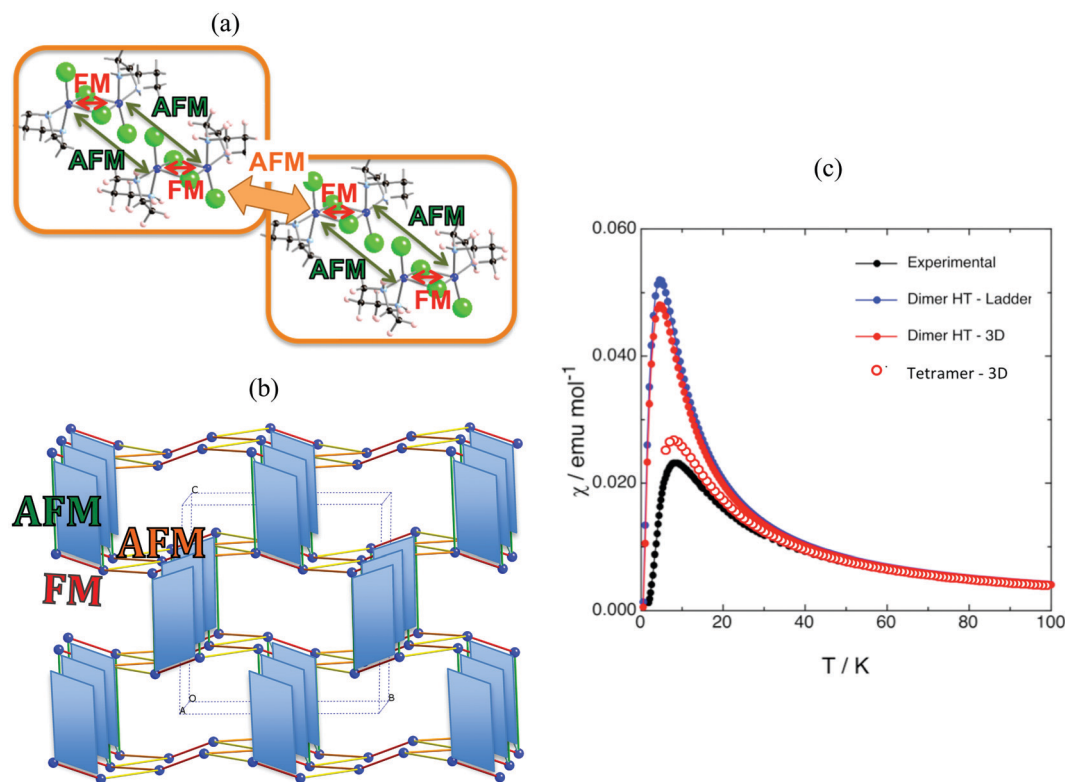 (a)
FM
AFM
AFM
FM
AFM
FM
AFM
AFM
FM
(b)
AFM
AFM
FM
C
O
A
B
(c)
0.060
0.040
0.020
0.000
χ / emu mol⁻¹
Experimental
Dimer HT - Ladder
Dimer HT - 3D
Tetramer - 3D
0
20
40
60
80
100
T / K